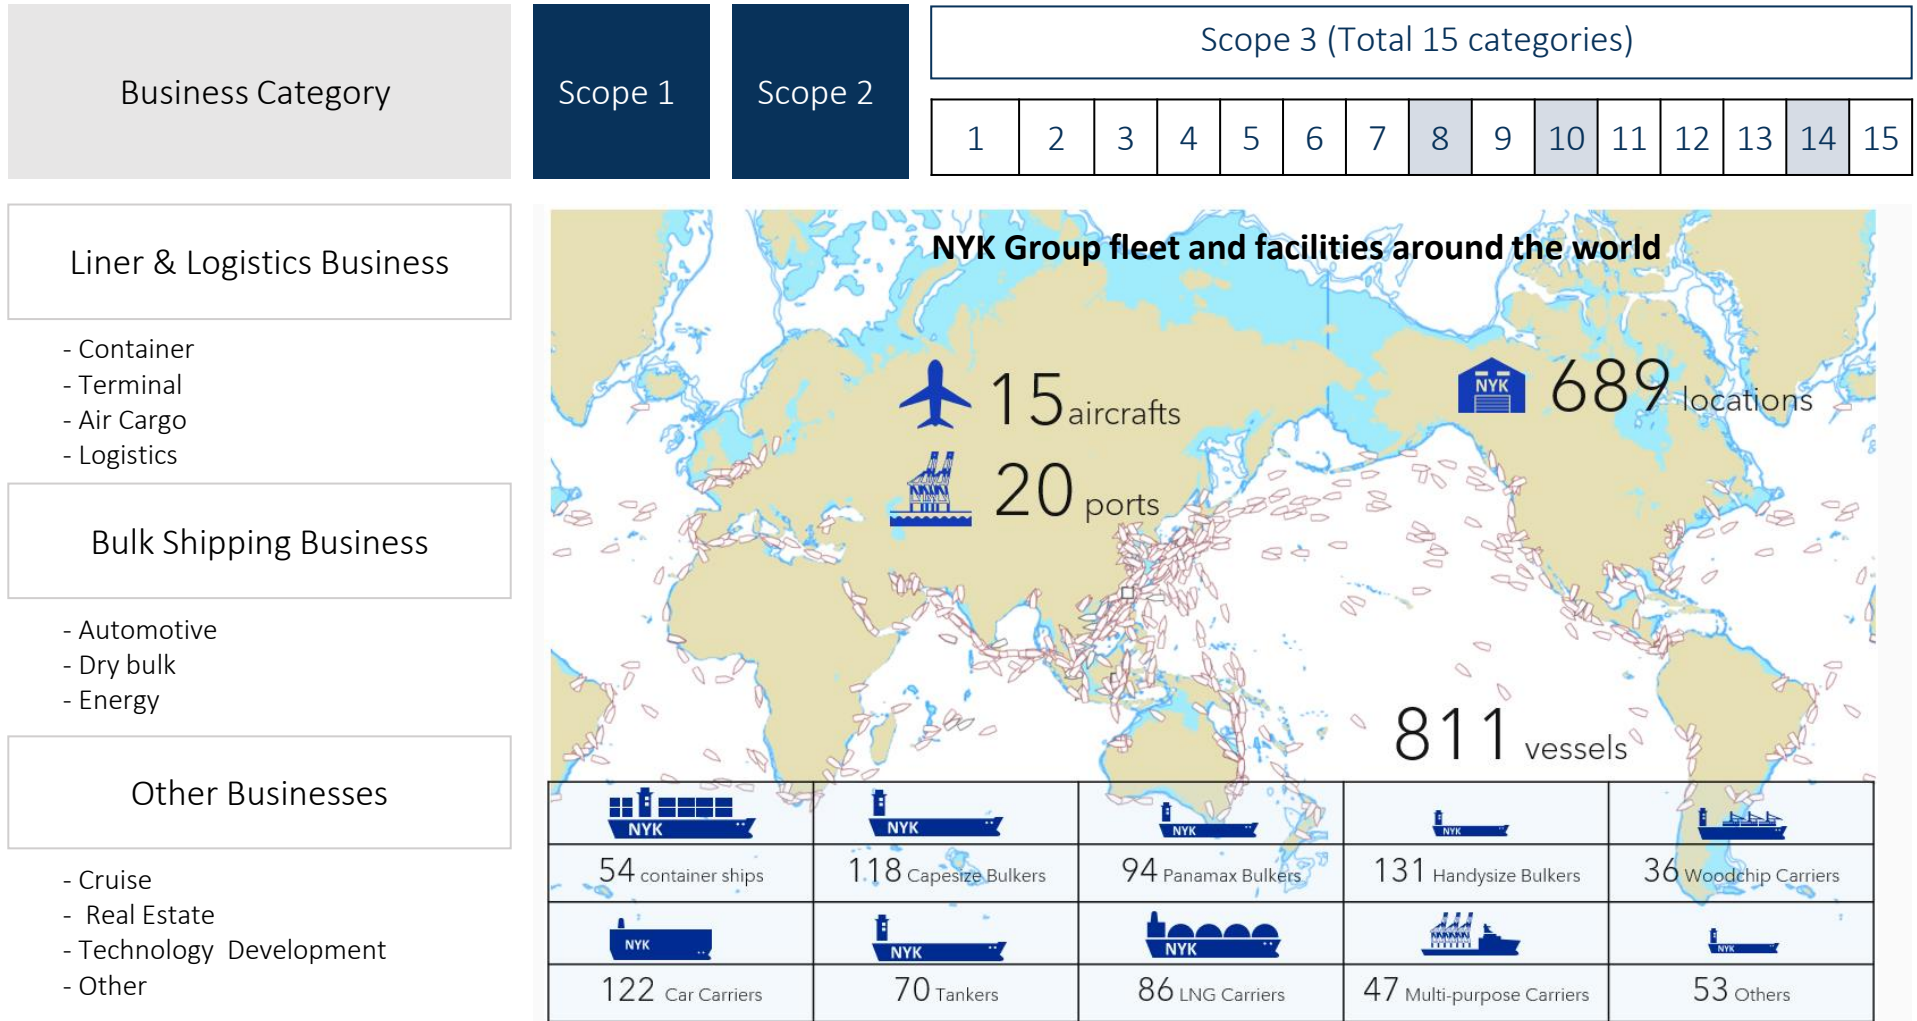 Business Category
Scope 1
Scope 2
Scope 3 (Total 15 categories)
1 2 3 4 5 6 7 8 9 10 11 12 13 14 15
Liner & Logistics Business
- Container
- Terminal
- Air Cargo
- Logistics
Bulk Shipping Business
- Automotive
- Dry bulk
- Energy
Other Businesses
- Cruise
- Real Estate
- Technology Development
- Other
NYK Group fleet and facilities around the world
15 aircrafts
NYK 689 locations
20 ports
811 vessels
NYK NYK NYK NYK
54 container ships 118 Capesize Bulkers 94 Panamax Bulkers 131 Handysize Bulkers 36 Woodchip Carriers
NYK NYK NYK NYK
122 Car Carriers 70 Tankers 86 LNG Carriers 47 Multi-purpose Carriers 53 Others